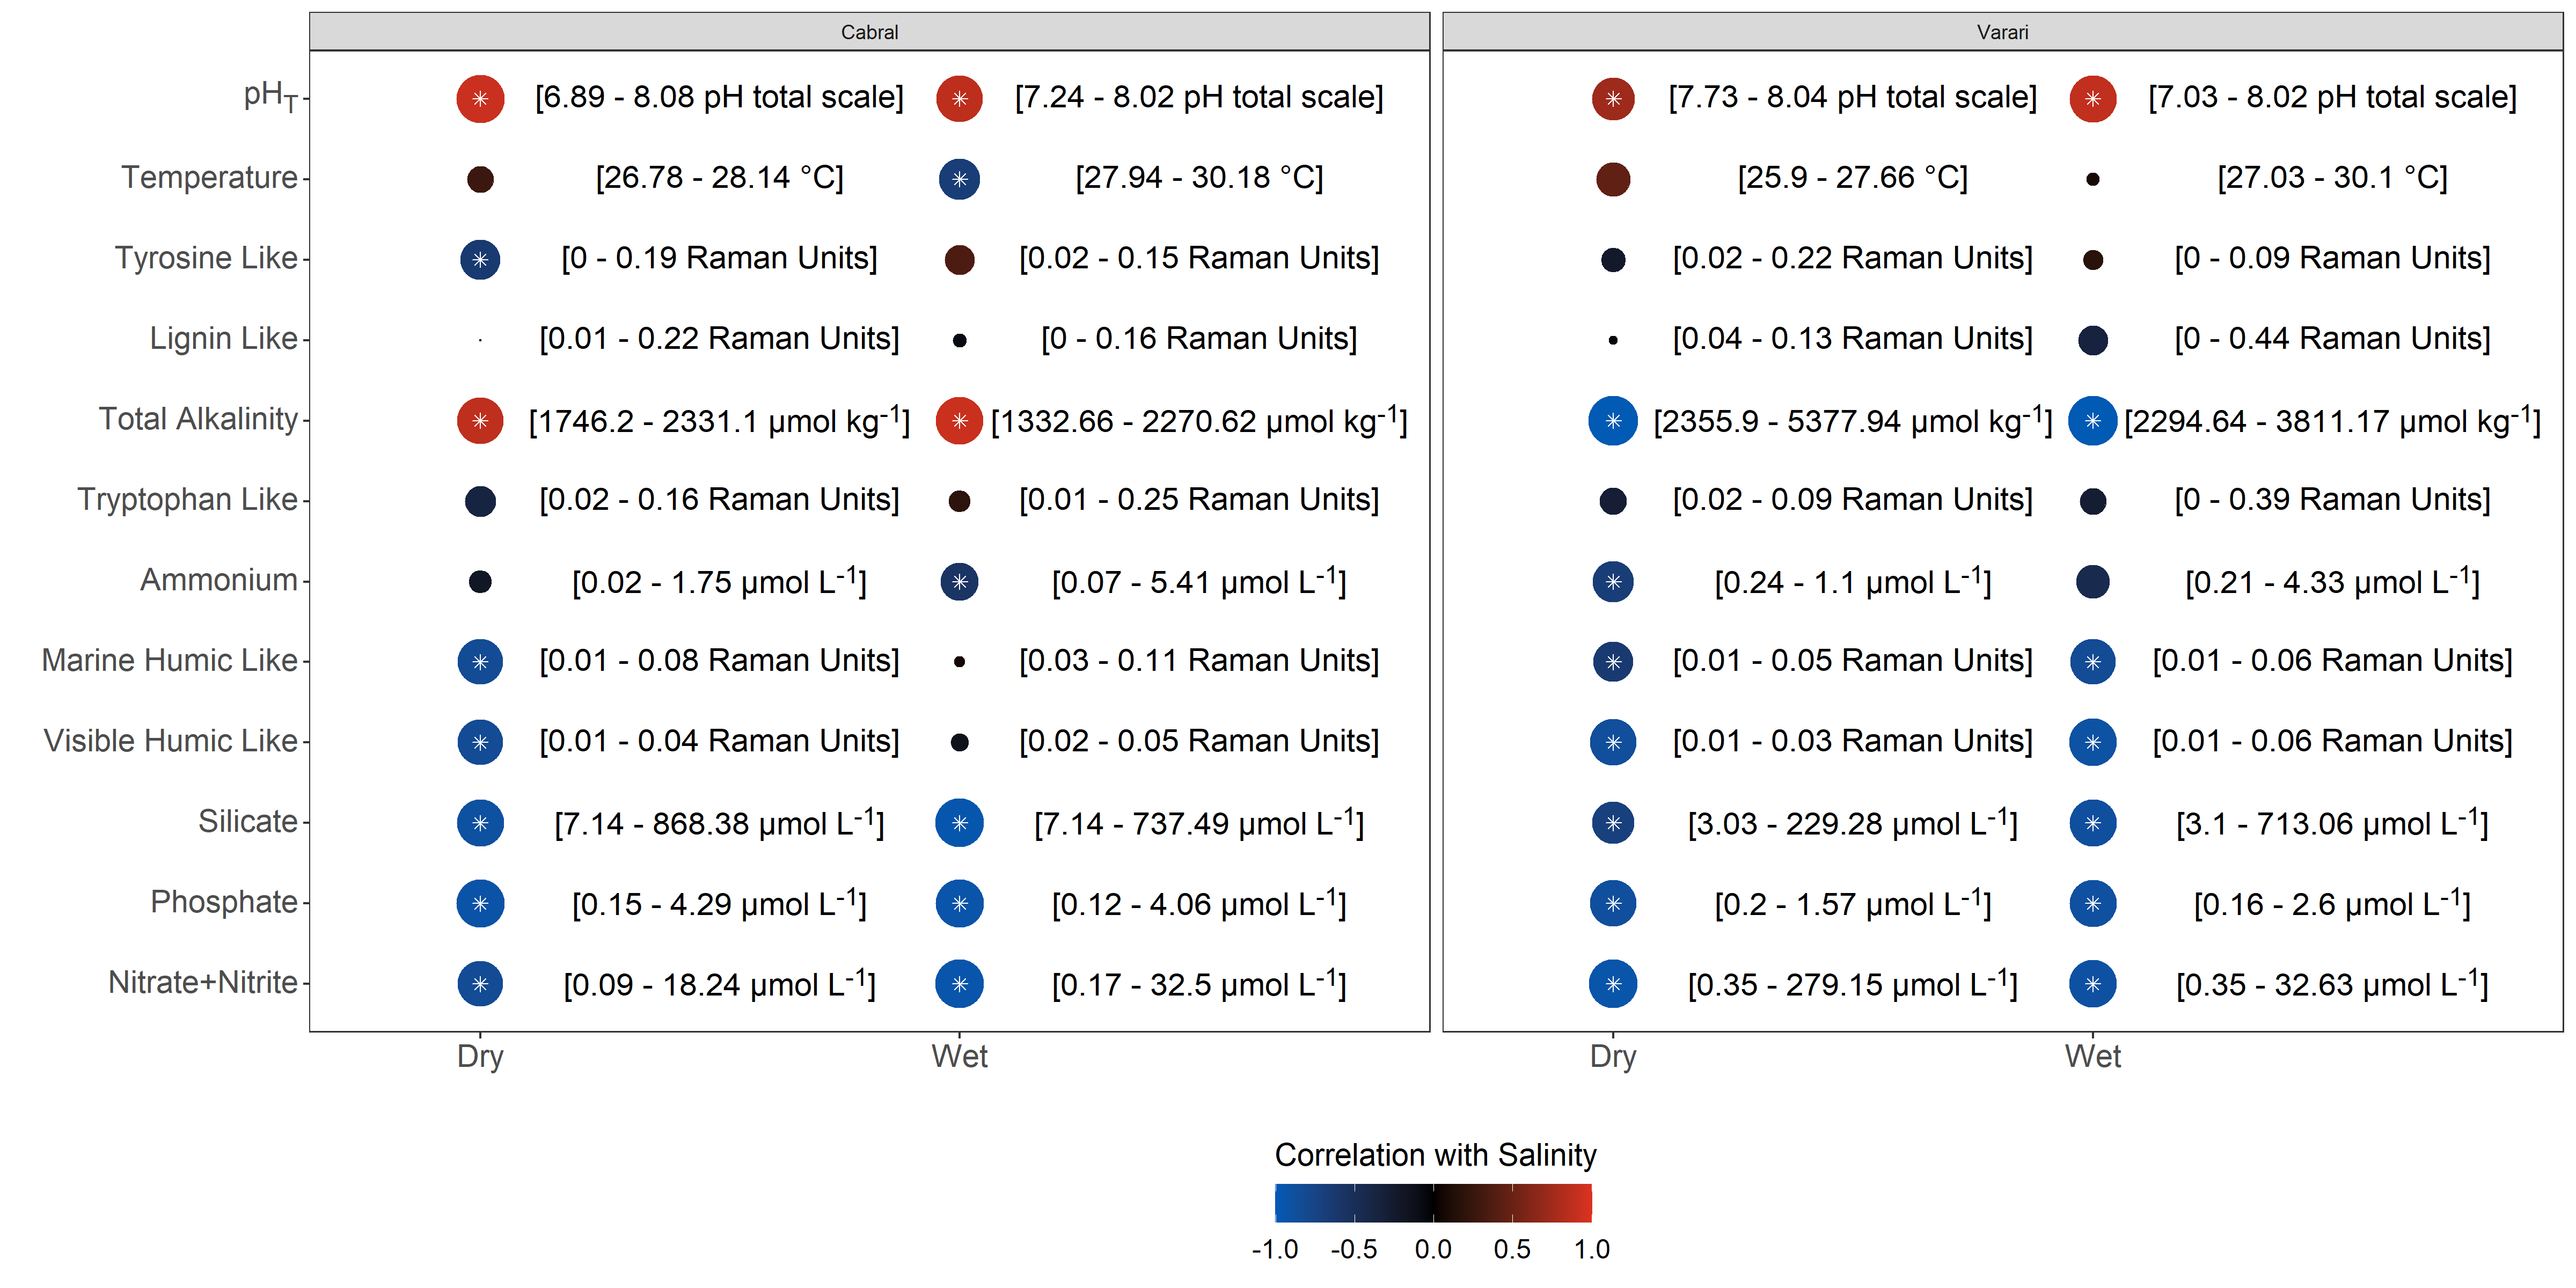 Cabral Varari
pH_T [6.89 - 8.08 pH total scale] [7.24 - 8.02 pH total scale] [7.73 - 8.04 pH total scale] [7.03 - 8.02 pH total scale]
Temperature [26.78 - 28.14 °C] [27.94 - 30.18 °C] [25.9 - 27.66 °C] [27.03 - 30.1 °C]
Tyrosine Like [0 - 0.19 Raman Units] [0.02 - 0.15 Raman Units] [0.02 - 0.22 Raman Units] [0 - 0.09 Raman Units]
Lignin Like [0.01 - 0.22 Raman Units] [0 - 0.16 Raman Units] [0.04 - 0.13 Raman Units] [0 - 0.44 Raman Units]
Total Alkalinity [1746.2 - 2331.1 µmol kg⁻¹] [1332.66 - 2270.62 µmol kg⁻¹] [2355.9 - 5377.94 µmol kg⁻¹] [2294.64 - 3811.17 µmol kg⁻¹]
Tryptophan Like [0.02 - 0.16 Raman Units] [0.01 - 0.25 Raman Units] [0.02 - 0.09 Raman Units] [0 - 0.39 Raman Units]
Ammonium [0.02 - 1.75 µmol L⁻¹] [0.07 - 5.41 µmol L⁻¹] [0.24 - 1.1 µmol L⁻¹] [0.21 - 4.33 µmol L⁻¹]
Marine Humic Like [0.01 - 0.08 Raman Units] [0.03 - 0.11 Raman Units] [0.01 - 0.05 Raman Units] [0.01 - 0.06 Raman Units]
Visible Humic Like [0.01 - 0.04 Raman Units] [0.02 - 0.05 Raman Units] [0.01 - 0.03 Raman Units] [0.01 - 0.06 Raman Units]
Silicate [7.14 - 868.38 µmol L⁻¹] [7.14 - 737.49 µmol L⁻¹] [3.03 - 229.28 µmol L⁻¹] [3.1 - 713.06 µmol L⁻¹]
Phosphate [0.15 - 4.29 µmol L⁻¹] [0.12 - 4.06 µmol L⁻¹] [0.2 - 1.57 µmol L⁻¹] [0.16 - 2.6 µmol L⁻¹]
Nitrate+Nitrite [0.09 - 18.24 µmol L⁻¹] [0.17 - 32.5 µmol L⁻¹] [0.35 - 279.15 µmol L⁻¹] [0.35 - 32.63 µmol L⁻¹]
Dry Wet Dry Wet
Correlation with Salinity
-1.0 -0.5 0.0 0.5 1.0